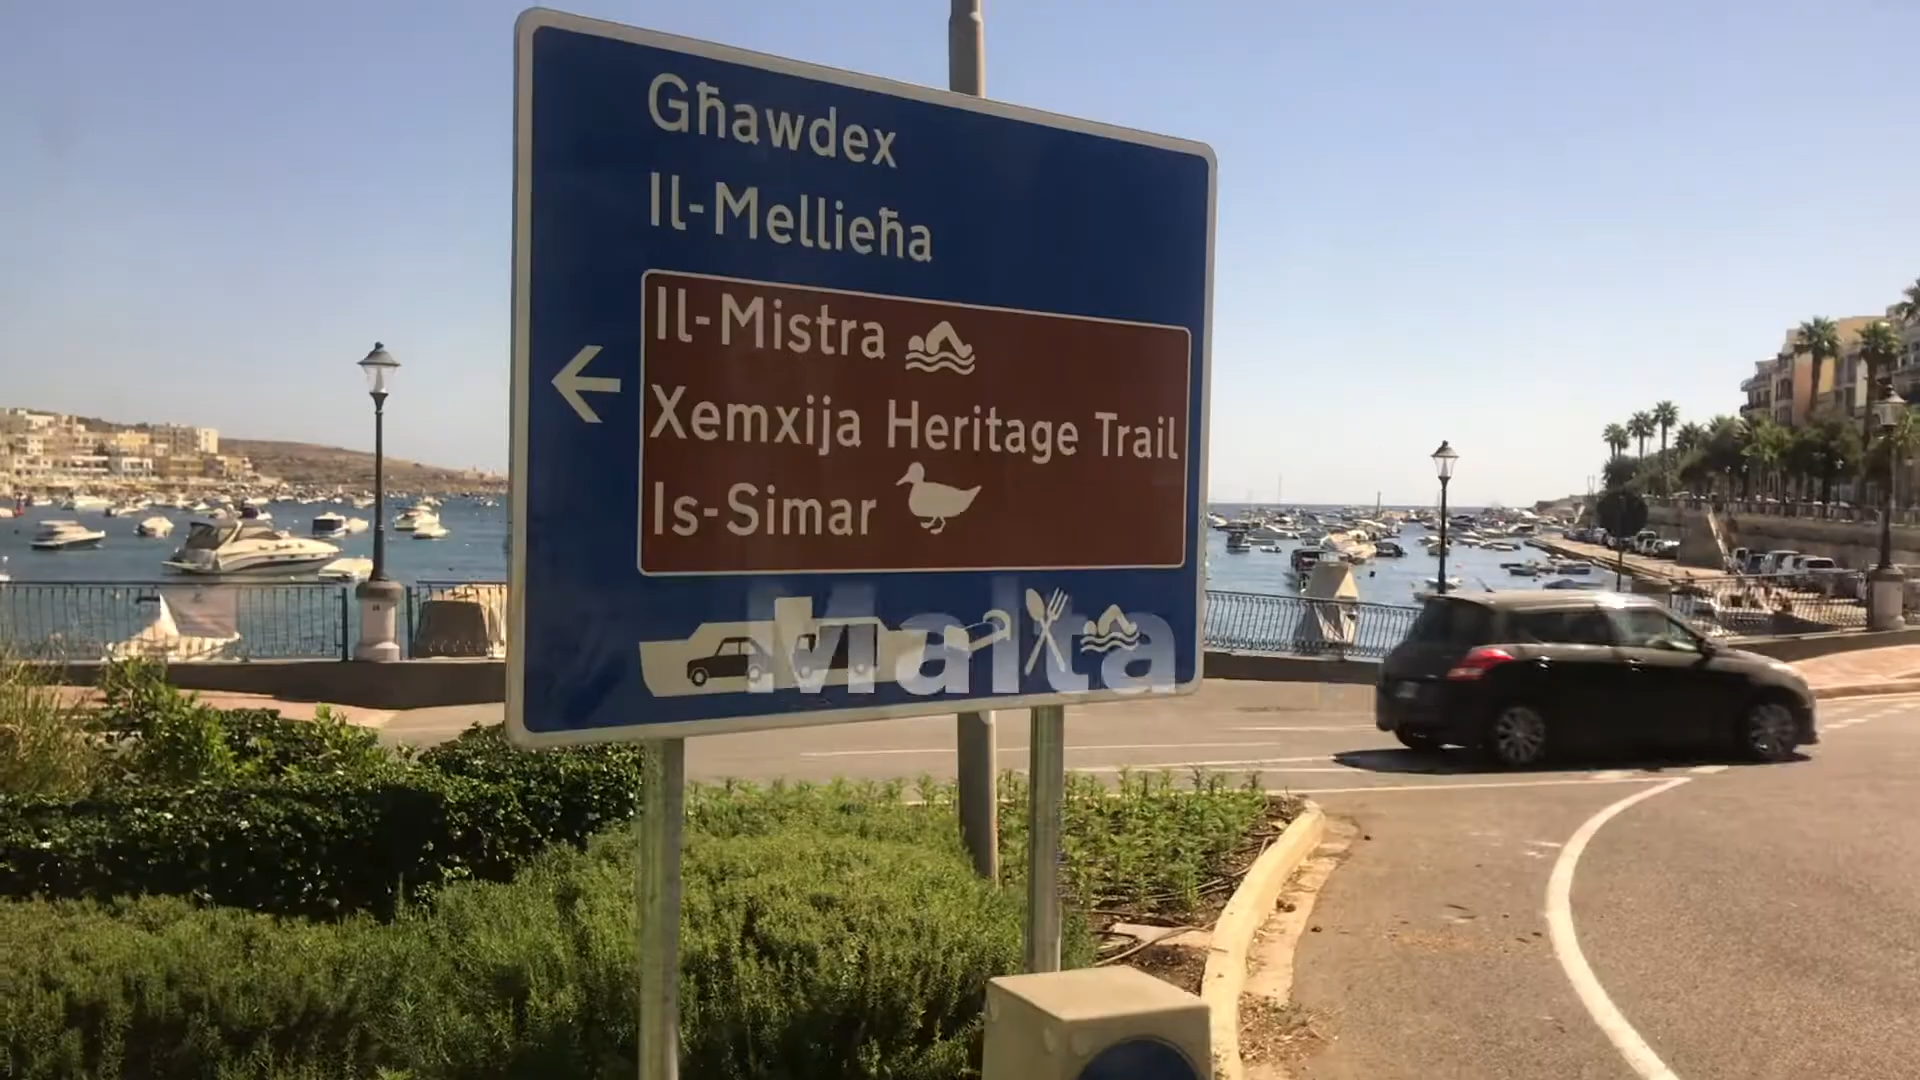 Għawdex
Il-Mellieħa
Il-Mistra
Xemxija Heritage Trail
Is-Simar
Malta